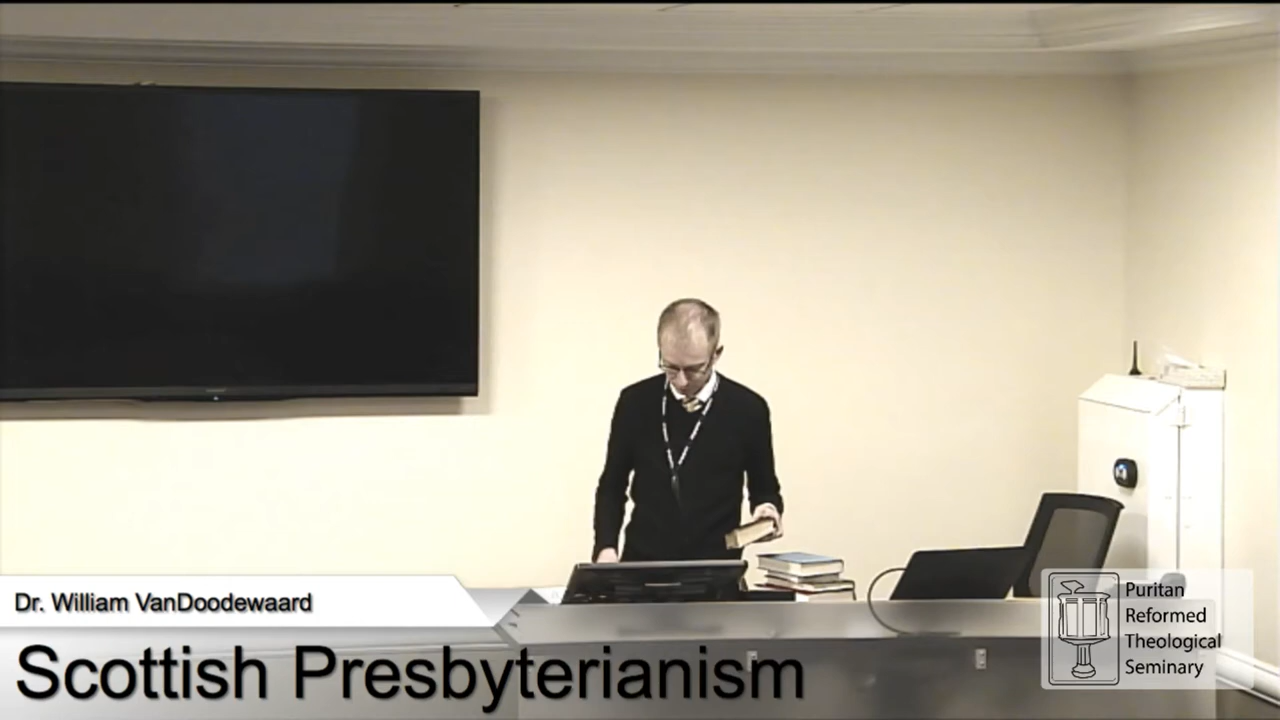 Dr. William VanDoodewaard
Scottish Presbyterianism
Puritan
Reformed
Theological
Seminary